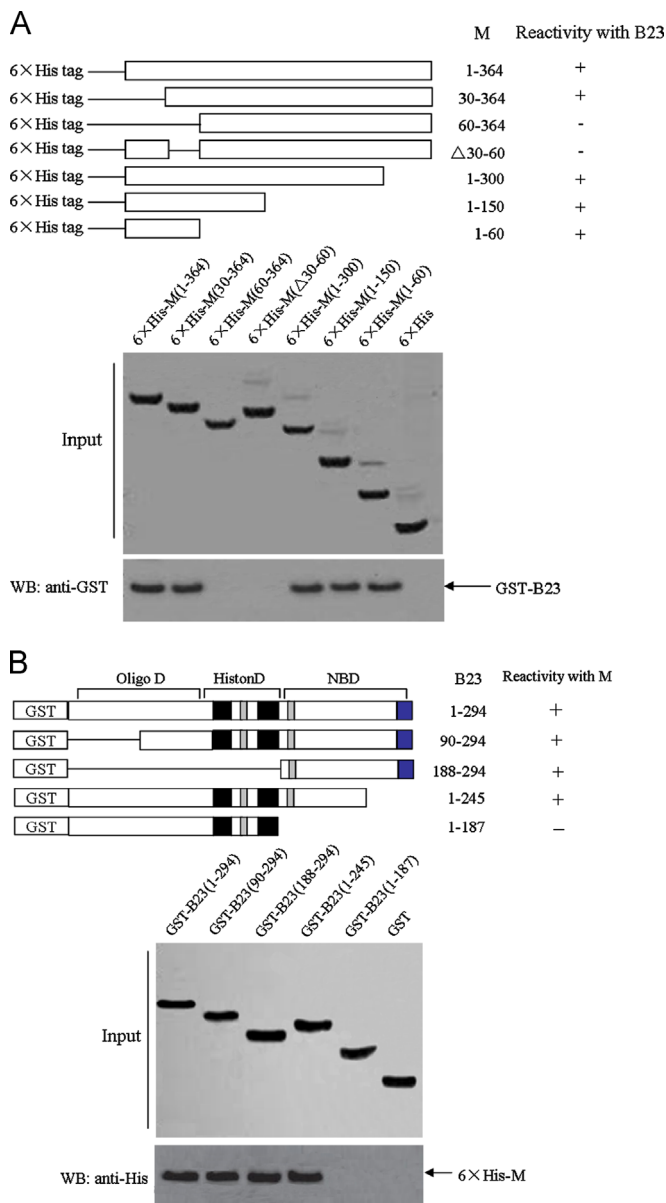 A
M Reactivity with B23
6×His tag 1-364 +
6×His tag 30-364 +
6×His tag 60-364 -
6×His tag △30-60 -
6×His tag 1-300 +
6×His tag 1-150 +
6×His tag 1-60 +
6×His-M(1-364)
6×His-M(30-364)
6×His-M(60-364)
6×His-M(△30-60)
6×His-M(1-300)
6×His-M(1-150)
6×His-M(1-60)
6×His
Input
WB: anti-GST
GST-B23
B
Oligo D HistonD NBD B23 Reactivity with M
GST 1-294 +
GST 90-294 +
GST 188-294 +
GST 1-245 +
GST 1-187 –
GST-B23(1-294)
GST-B23(90-294)
GST-B23(188-294)
GST-B23(1-245)
GST-B23(1-187)
GST
Input
WB: anti-His
6×His-M